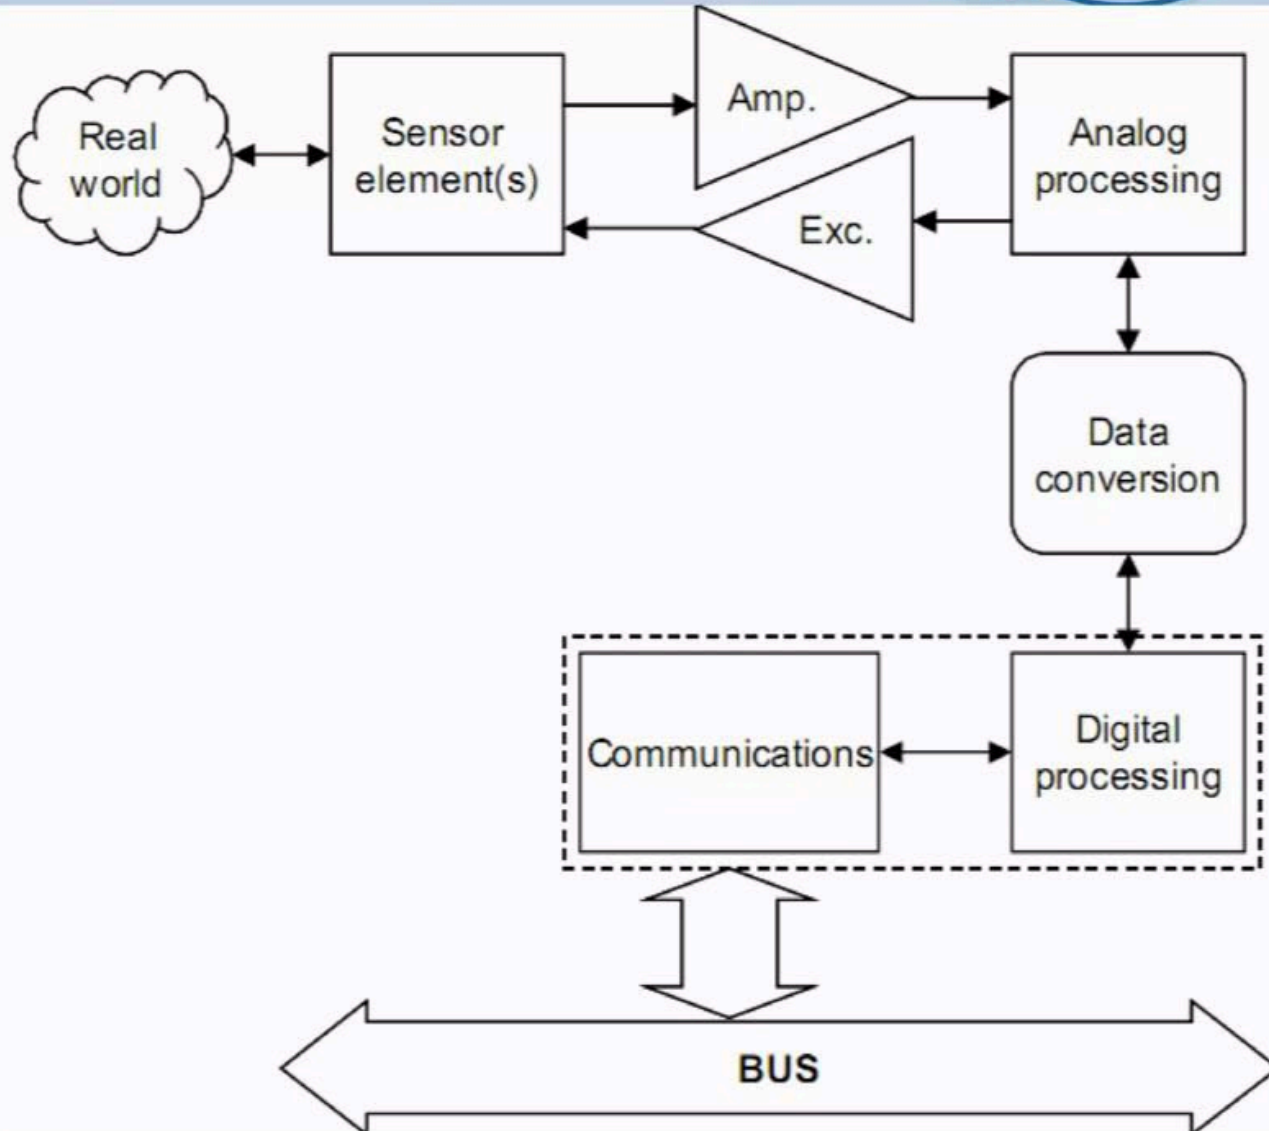 Real
world
Sensor
element(s)
Amp.
Exc.
Analog
processing
Data
conversion
Communications
Digital
processing
BUS